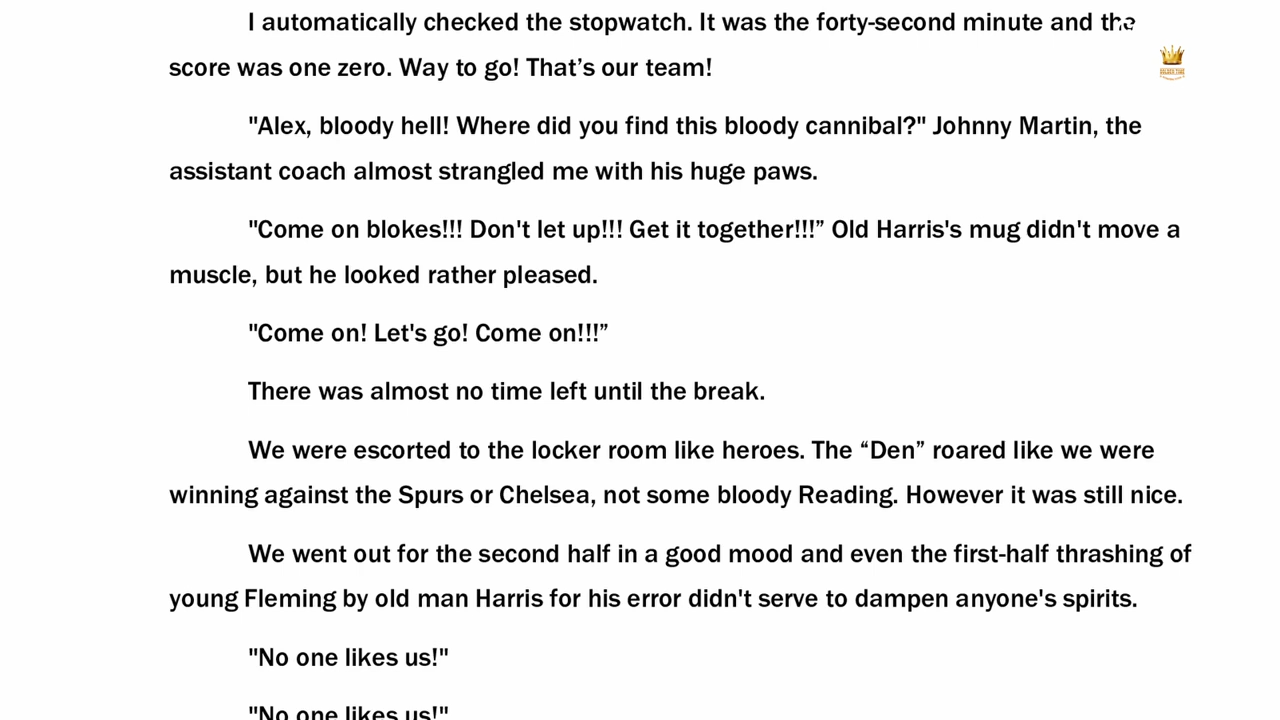 I automatically checked the stopwatch. It was the forty-second minute and the
score was one zero. Way to go! That’s our team!
"Alex, bloody hell! Where did you find this bloody cannibal?" Johnny Martin, the
assistant coach almost strangled me with his huge paws.
"Come on blokes!!! Don't let up!!! Get it together!!!” Old Harris's mug didn't move a
muscle, but he looked rather pleased.
"Come on! Let's go! Come on!!!”
There was almost no time left until the break.
We were escorted to the locker room like heroes. The “Den” roared like we were
winning against the Spurs or Chelsea, not some bloody Reading. However it was still nice.
We went out for the second half in a good mood and even the first-half thrashing of
young Fleming by old man Harris for his error didn't serve to dampen anyone's spirits.
"No one likes us!"
"No one likes us!"